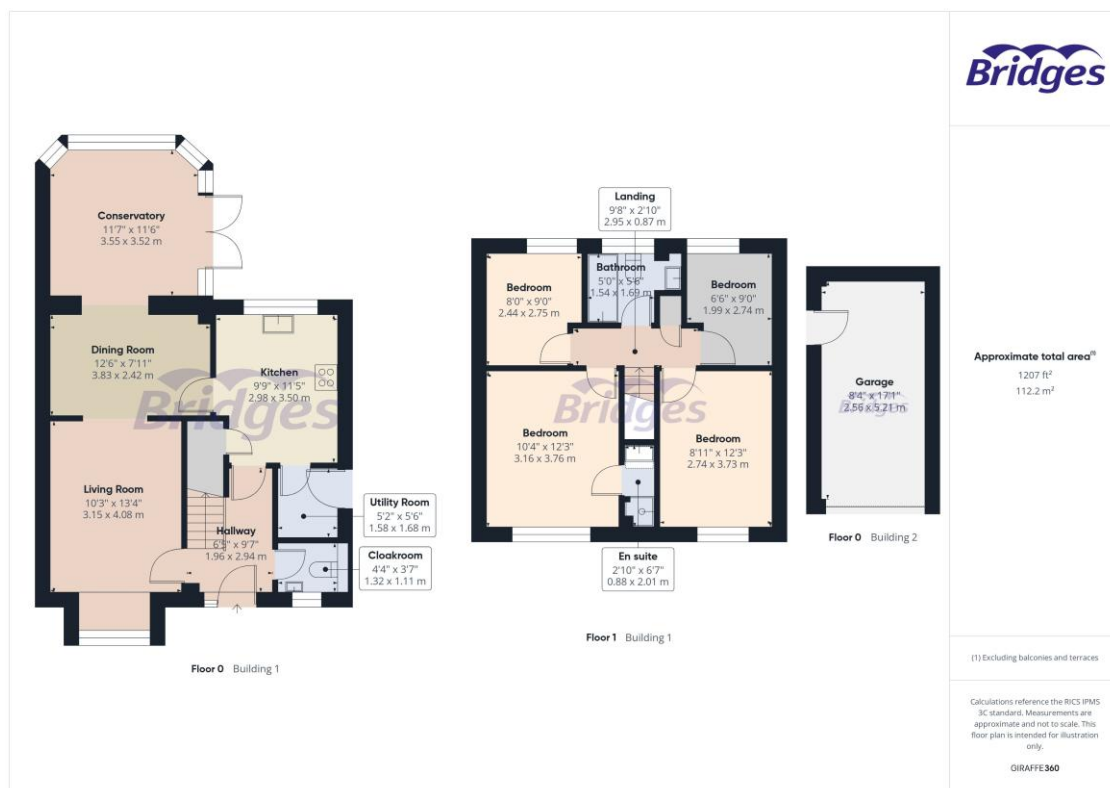 Conservatory
11'7" x 11'6"
3.55 x 3.52 m
Dining Room
12'6" x 7'11"
3.83 x 2.42 m
Kitchen
9'9" x 11'5"
2.98 x 3.50 m
Bridges
Living Room
10'3" x 13'4"
3.15 x 4.08 m
Hallway
6'5" x 9'7"
1.96 x 2.94 m
Utility Room
5'2" x 5'6"
1.58 x 1.68 m
Cloakroom
4'4" x 3'7"
1.32 x 1.11 m
Floor 0 Building 1
Landing
9'8" x 2'10"
2.95 x 0.87 m
Bedroom
8'0" x 9'0"
2.44 x 2.75 m
Bathroom
5'0" x 5'6"
1.54 x 1.69 m
Bedroom
6'6" x 9'0"
1.99 x 2.74 m
Bridges
Bedroom
10'4" x 12'3"
3.16 x 3.76 m
Bedroom
8'11" x 12'3"
2.74 x 3.73 m
En suite
2'10" x 6'7"
0.88 x 2.01 m
Floor 1 Building 1
Garage
8'4" x 17'1"
2.56 x 5.21 m
Bridges
Floor 0 Building 2
Bridges
Approximate total area(1)
1207 ft²
112.2 m²
(1) Excluding balconies and terraces
Calculations reference the RICS IPMS
3C standard. Measurements are
approximate and not to scale. This
floor plan is intended for illustration
only.
GIRAFFE360